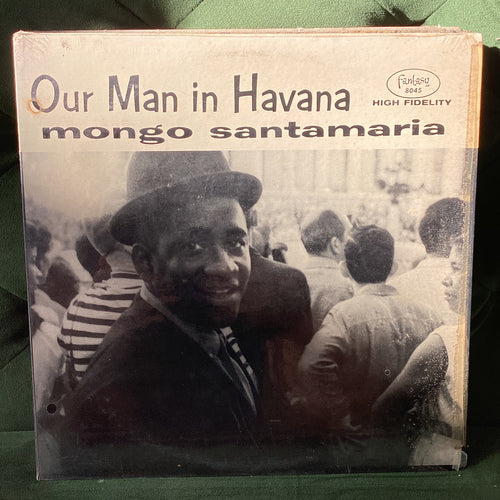 Our Man in Havana
fantasy
8045
HIGH FIDELITY
mongo santamaria